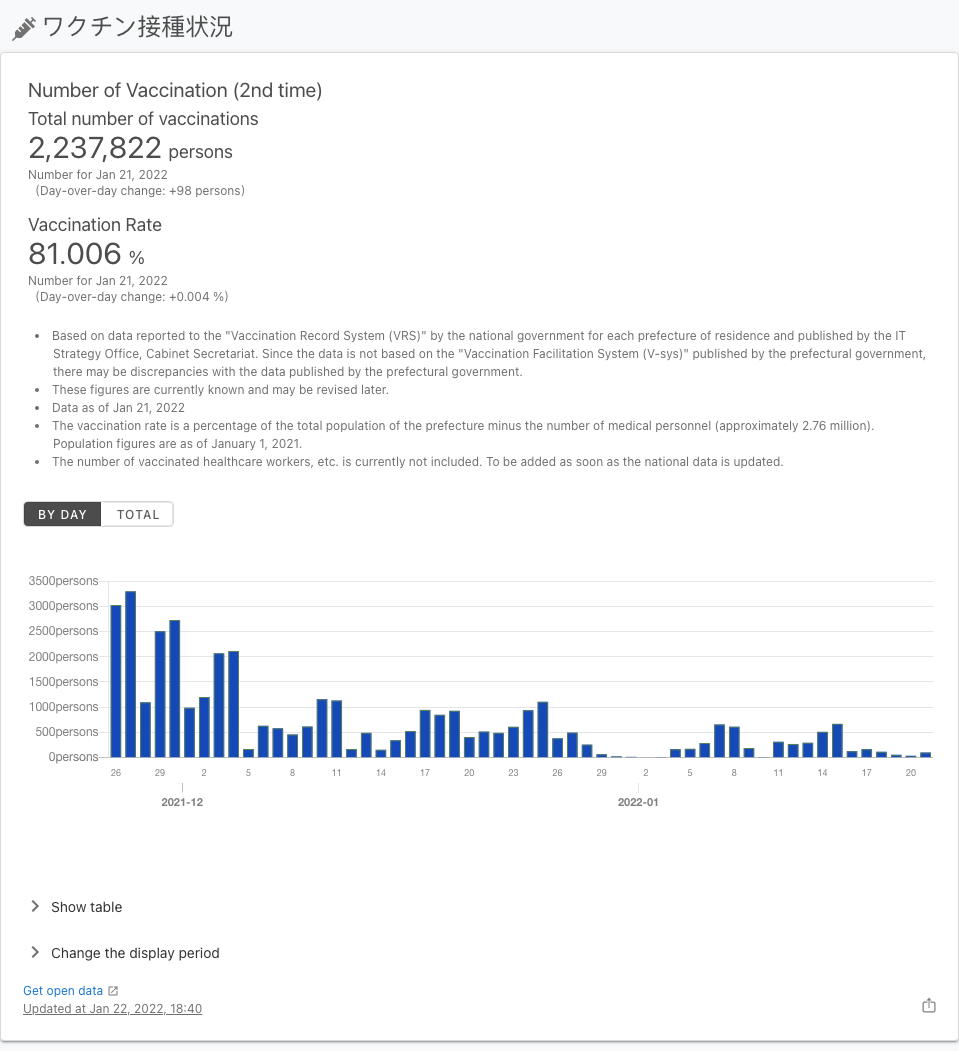 ワクチン接種状況
Number of Vaccination (2nd time)
Total number of vaccinations
2,237,822 persons
Number for Jan 21, 2022
(Day-over-day change: +98 persons)
Vaccination Rate
81.006 %
Number for Jan 21, 2022
(Day-over-day change: +0.004 %)
• Based on data reported to the "Vaccination Record System (VRS)" by the national government for each prefecture of residence and published by the IT
Strategy Office, Cabinet Secretariat. Since the data is not based on the "Vaccination Facilitation System (V-sys)" published by the prefectural government,
there may be discrepancies with the data published by the prefectural government.
• These figures are currently known and may be revised later.
• Data as of Jan 21, 2022
• The vaccination rate is a percentage of the total population of the prefecture minus the number of medical personnel (approximately 2.76 million).
Population figures are as of January 1, 2021.
• The number of vaccinated healthcare workers, etc. is currently not included. To be added as soon as the national data is updated.
BY DAY TOTAL
3500persons
3000persons
2500persons
2000persons
1500persons
1000persons
500persons
0persons
26 29 2 5 8 11 14 17 20 23 26 29 2 5 8 11 14 17 20
2021-12 2022-01
Show table
Change the display period
Get open data
Updated at Jan 22, 2022, 18:40